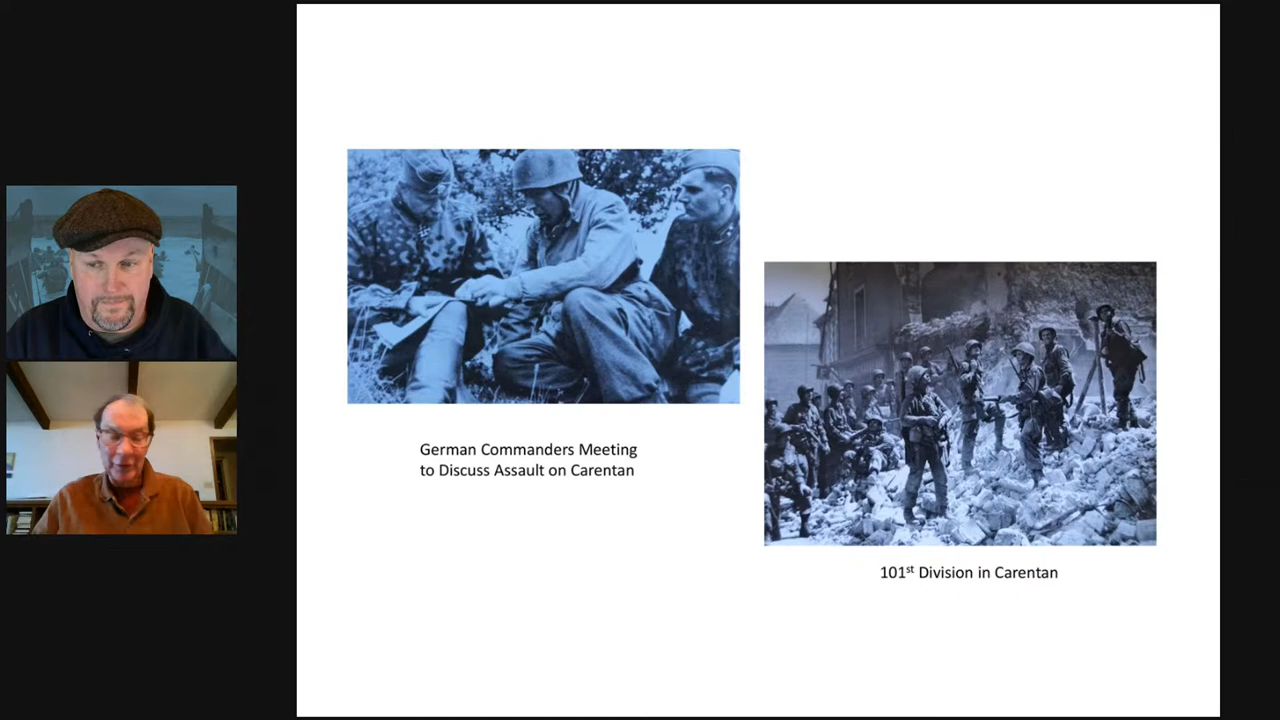 German Commanders Meeting
to Discuss Assault on Carentan
101st Division in Carentan